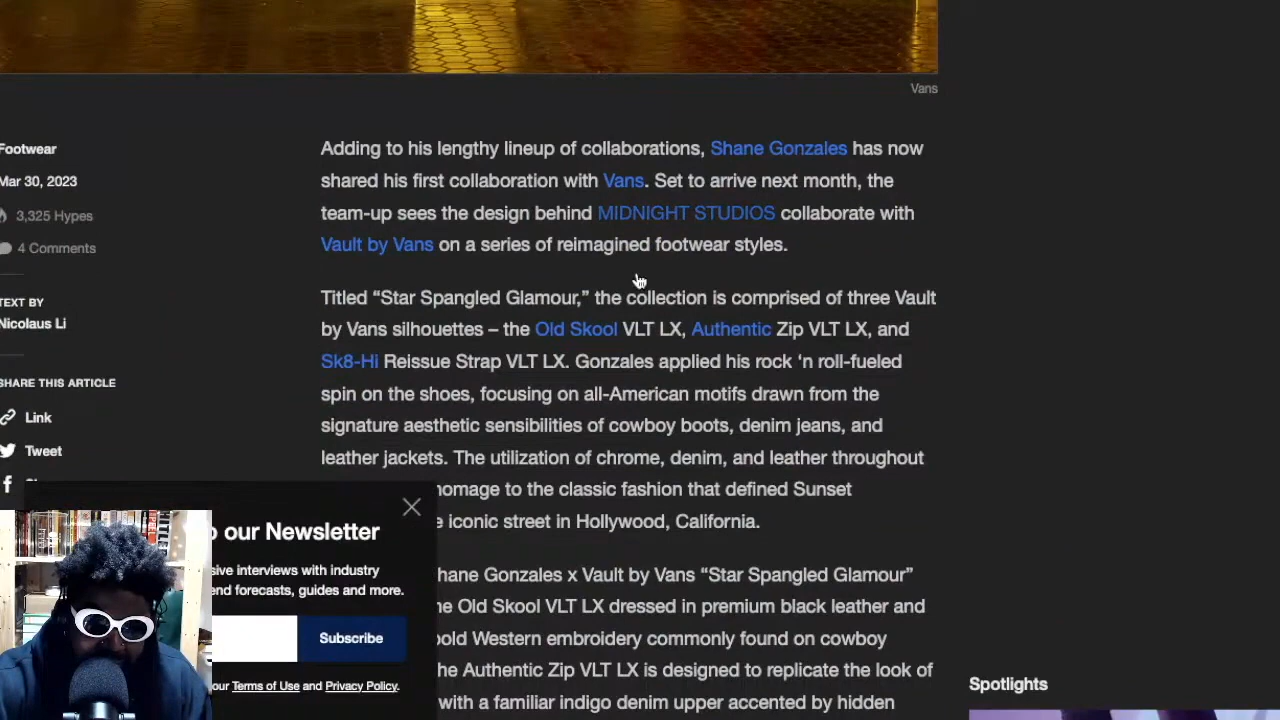 Vans
Footwear
Mar 30, 2023
3,325 Hypes
4 Comments
TEXT BY
Nicolaus Li
SHARE THIS ARTICLE
Link
Tweet
Adding to his lengthy lineup of collaborations, Shane Gonzales has now
shared his first collaboration with Vans. Set to arrive next month, the
team-up sees the design behind MIDNIGHT STUDIOS collaborate with
Vault by Vans on a series of reimagined footwear styles.
Titled “Star Spangled Glamour,” the collection is comprised of three Vault
by Vans silhouettes – the Old Skool VLT LX, Authentic Zip VLT LX, and
Sk8-Hi Reissue Strap VLT LX. Gonzales applied his rock ‘n roll-fueled
spin on the shoes, focusing on all-American motifs drawn from the
signature aesthetic sensibilities of cowboy boots, denim jeans, and
leather jackets. The utilization of chrome, denim, and leather throughout
homage to the classic fashion that defined Sunset
iconic street in Hollywood, California.
Gonzales x Vault by Vans “Star Spangled Glamour”
Old Skool VLT LX dressed in premium black leather and
Western embroidery commonly found on cowboy
Authentic Zip VLT LX is designed to replicate the look of
with a familiar indigo denim upper accented by hidden
our Newsletter
interviews with industry
forecasts, guides and more.
Subscribe
our Terms of Use and Privacy Policy.
Spotlights